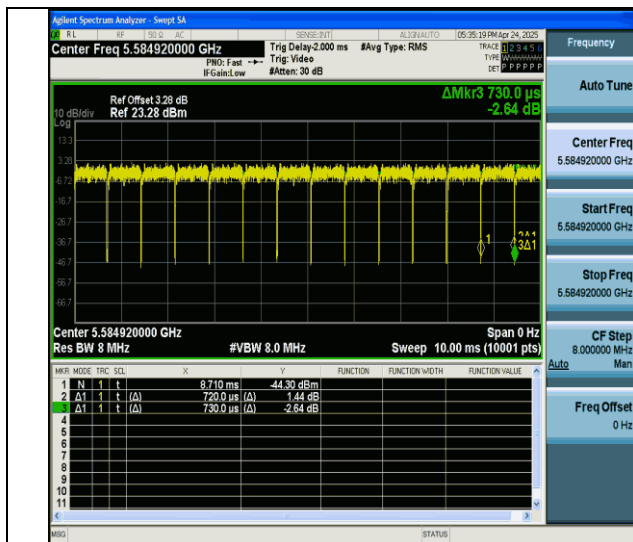 Agilent Spectrum Analyzer - Swept SA
RL RF 50 Ω AC SENSE:INT ALIGNAUTO 05:35:19 PM Apr 24, 2025
Center Freq 5.584920000 GHz Trig Delay-2.000 ms #Avg Type: RMS TRACE 1 2 3 4 5 6
PNO: Fast Trig: Video TYPE
IFGain:Low #Atten: 30 dB DET P P P P P P
Frequency
Auto Tune
Ref Offset 3.28 dB ΔMkr3 730.0 µs
10 dB/div Ref 23.28 dBm -2.64 dB
Log
13.3
3.28
-6.72
-16.7
-26.7
-36.7
-46.7
-56.7
-66.7
1
3Δ1
Center 5.584920000 GHz Span 0 Hz
Res BW 8 MHz #VBW 8.0 MHz Sweep 10.00 ms (10001 pts)
MKR MODE TRC SCL X Y FUNCTION FUNCTION WIDTH FUNCTION VALUE
1 N 1 t 8.710 ms -44.30 dBm
2 Δ1 1 t (Δ) 720.0 µs (Δ) 1.44 dB
3 Δ1 1 t (Δ) 730.0 µs (Δ) -2.64 dB
4
5
6
7
8
9
10
11
MSG STATUS
Center Freq
5.584920000 GHz
Start Freq
5.584920000 GHz
Stop Freq
5.584920000 GHz
CF Step
8.000000 MHz
Auto Man
Freq Offset
0 Hz